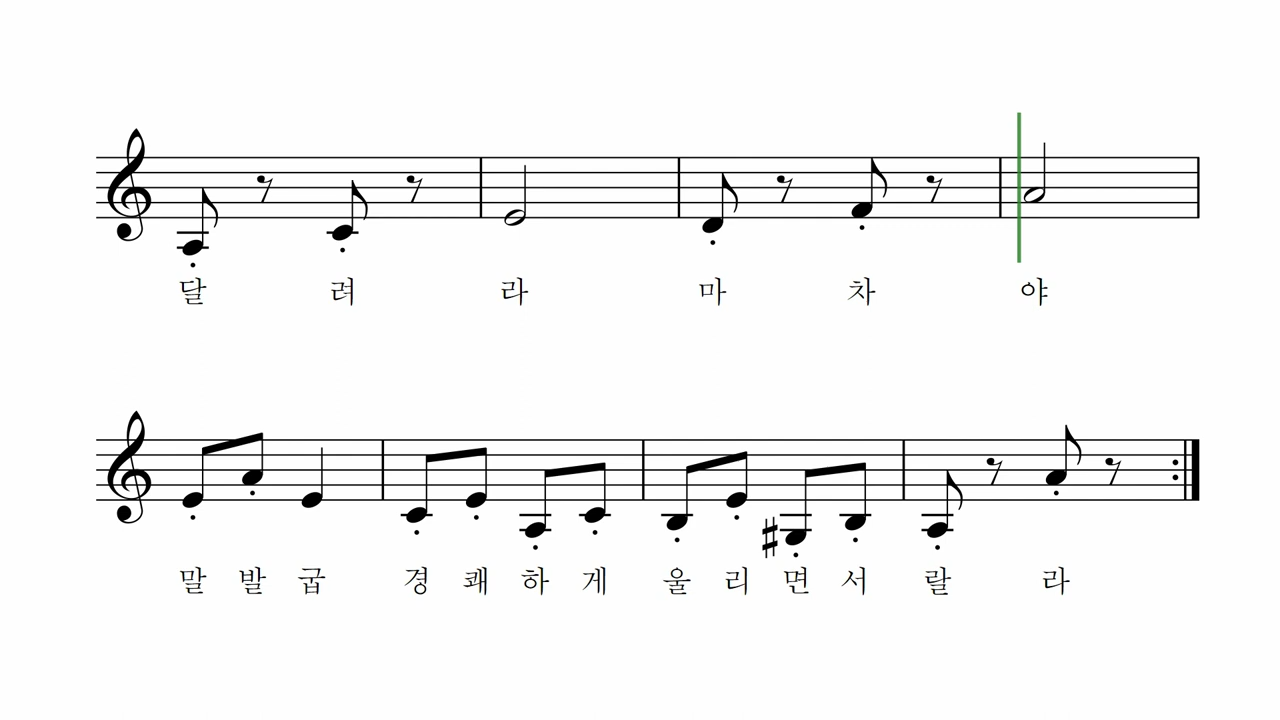 달 려 라 마 차 야
말 발 굽 경 쾌 하 게 울 리 면 서 랄 라